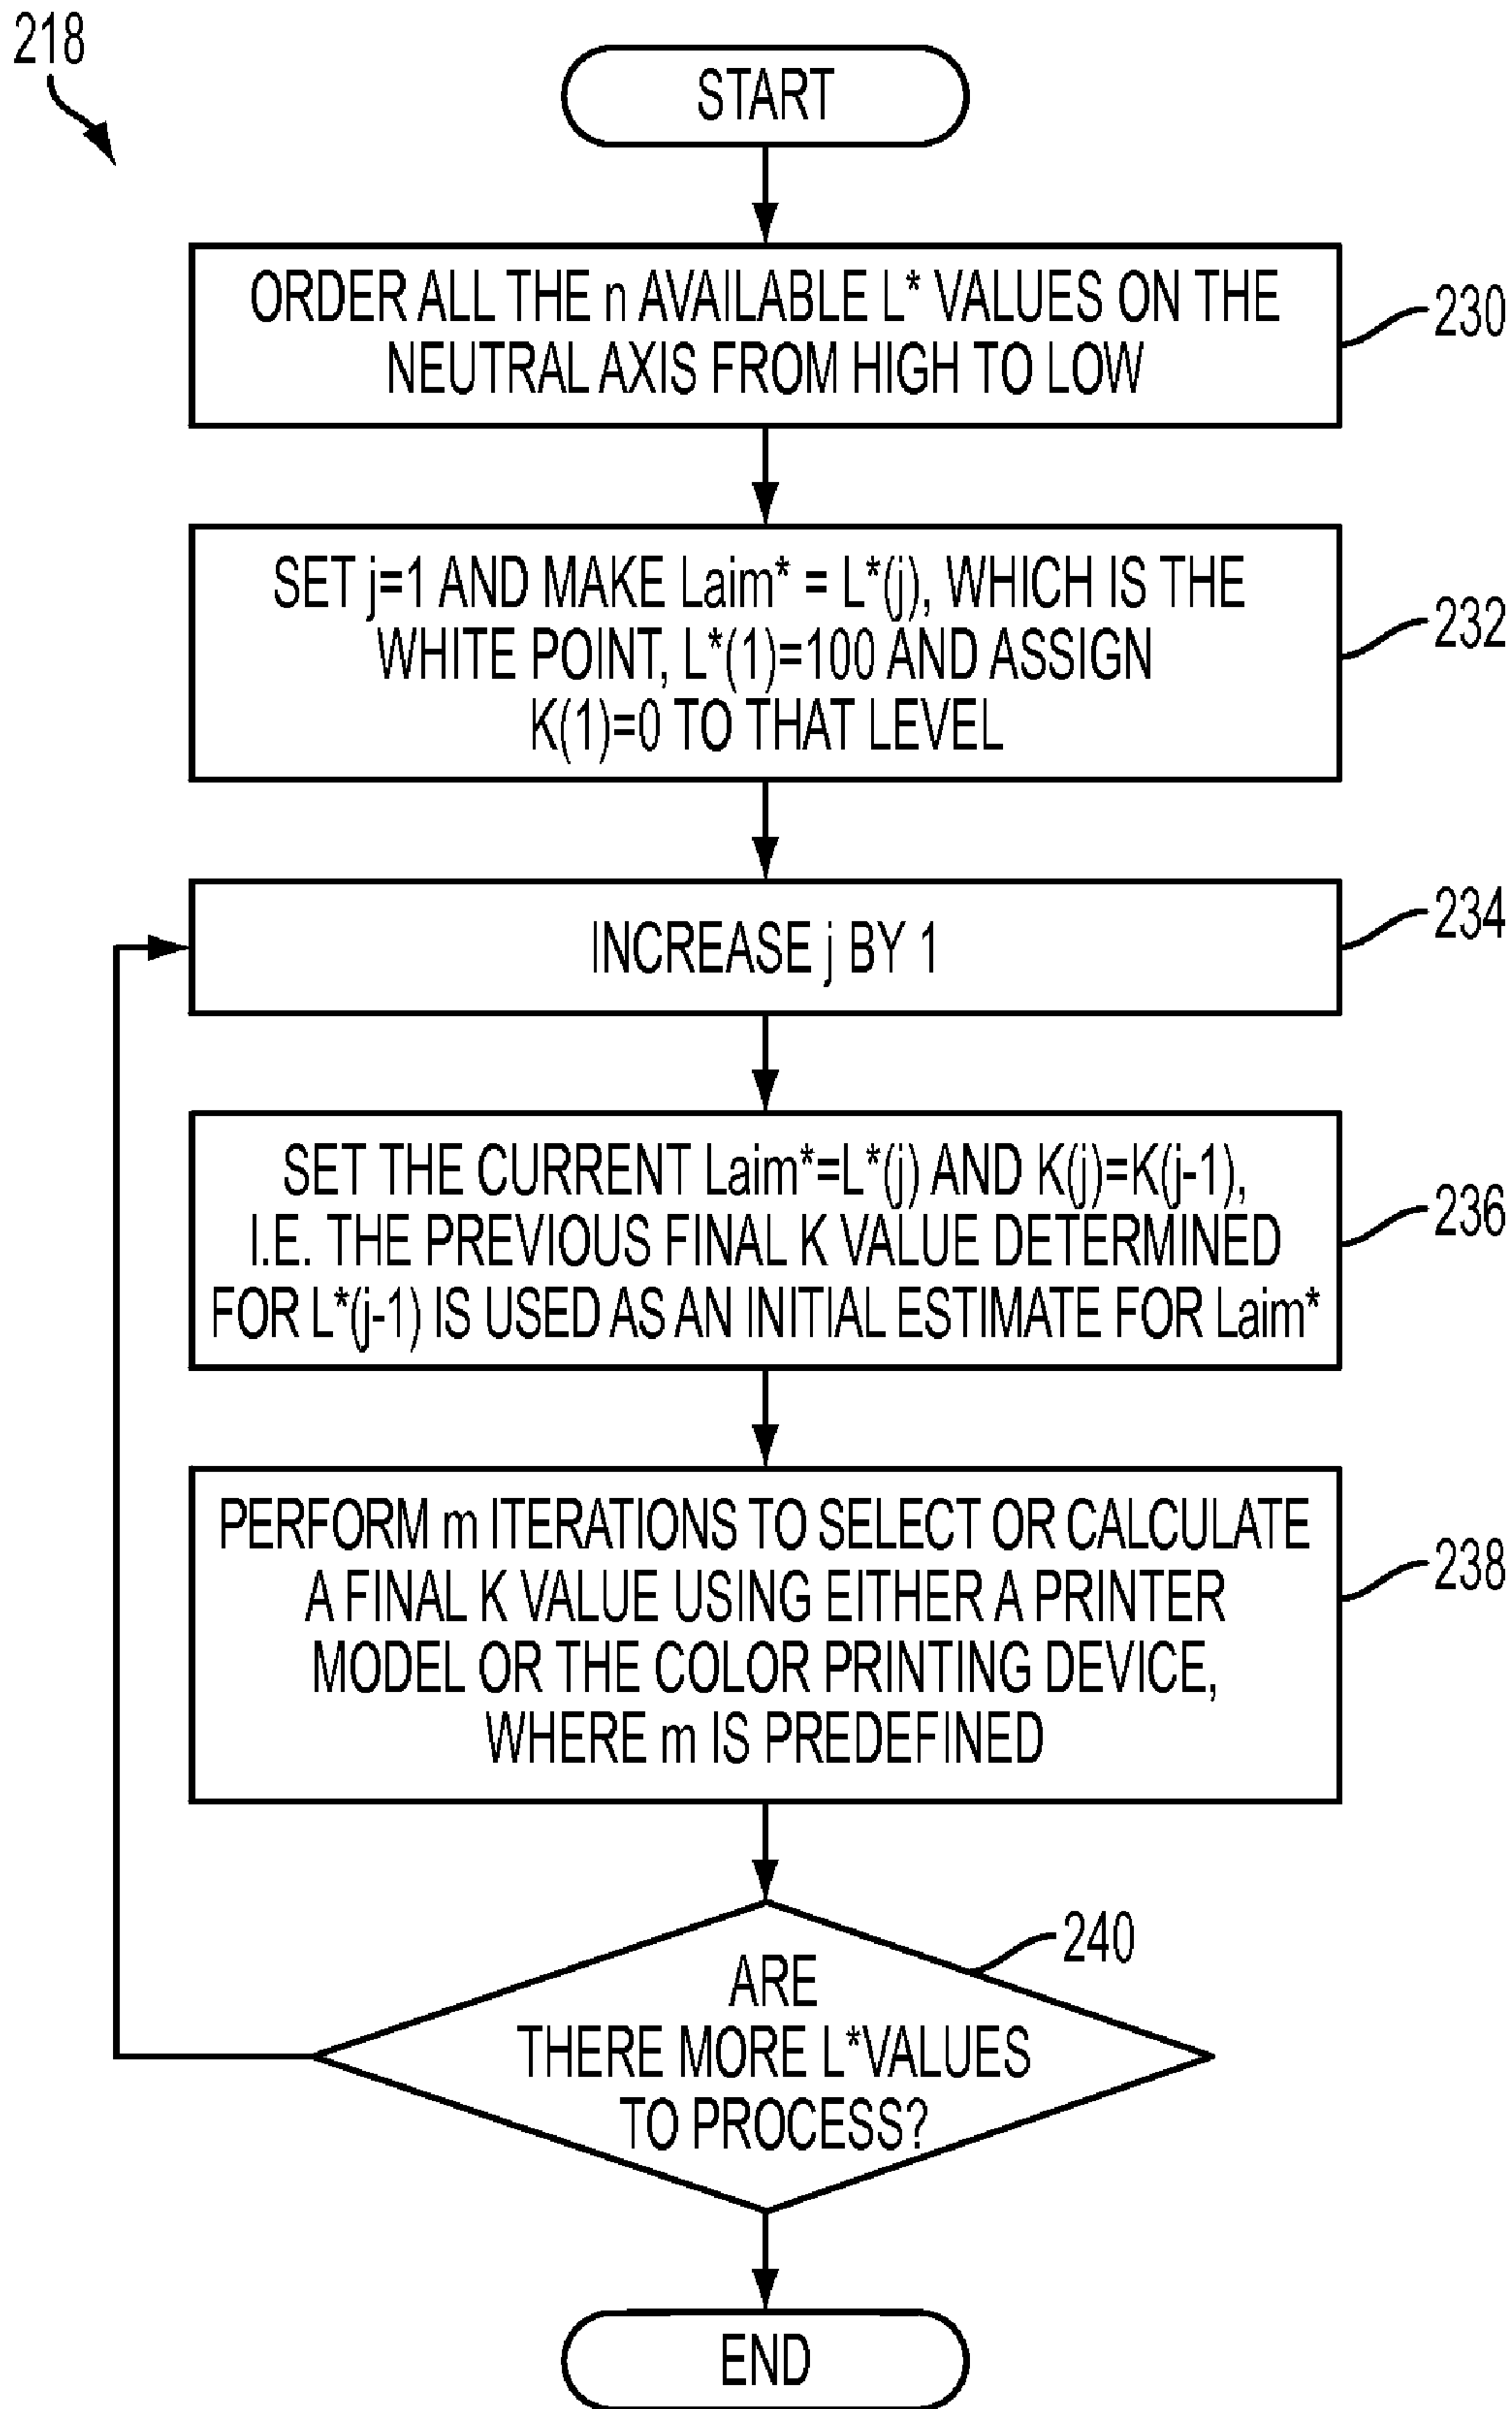 218
START
ORDER ALL THE n AVAILABLE L* VALUES ON THE
NEUTRAL AXIS FROM HIGH TO LOW
230
SET j=1 AND MAKE Laim* = L*(j), WHICH IS THE
WHITE POINT, L*(1)=100 AND ASSIGN
K(1)=0 TO THAT LEVEL
232
INCREASE j BY 1
234
SET THE CURRENT Laim*=L*(j) AND K(j)=K(j-1),
I.E. THE PREVIOUS FINAL K VALUE DETERMINED
FOR L*(j-1) IS USED AS AN INITIAL ESTIMATE FOR Laim*
236
PERFORM m ITERATIONS TO SELECT OR CALCULATE
A FINAL K VALUE USING EITHER A PRINTER
MODEL OR THE COLOR PRINTING DEVICE,
WHERE m IS PREDEFINED
238
240
ARE
THERE MORE L*VALUES
TO PROCESS?
END